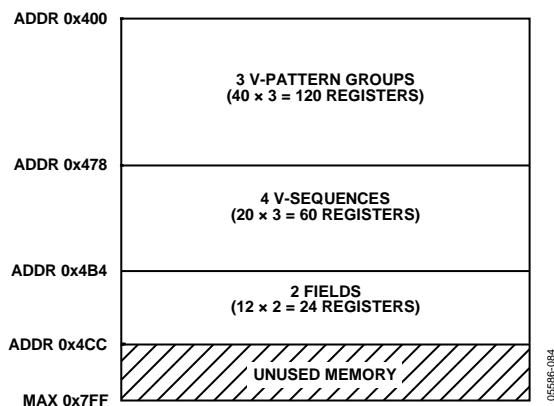 ADDR 0x400
3 V-PATTERN GROUPS
(40 × 3 = 120 REGISTERS)
ADDR 0x478
4 V-SEQUENCES
(20 × 3 = 60 REGISTERS)
ADDR 0x4B4
2 FIELDS
(12 × 2 = 24 REGISTERS)
ADDR 0x4CC
UNUSED MEMORY
MAX 0x7FF
05586-084